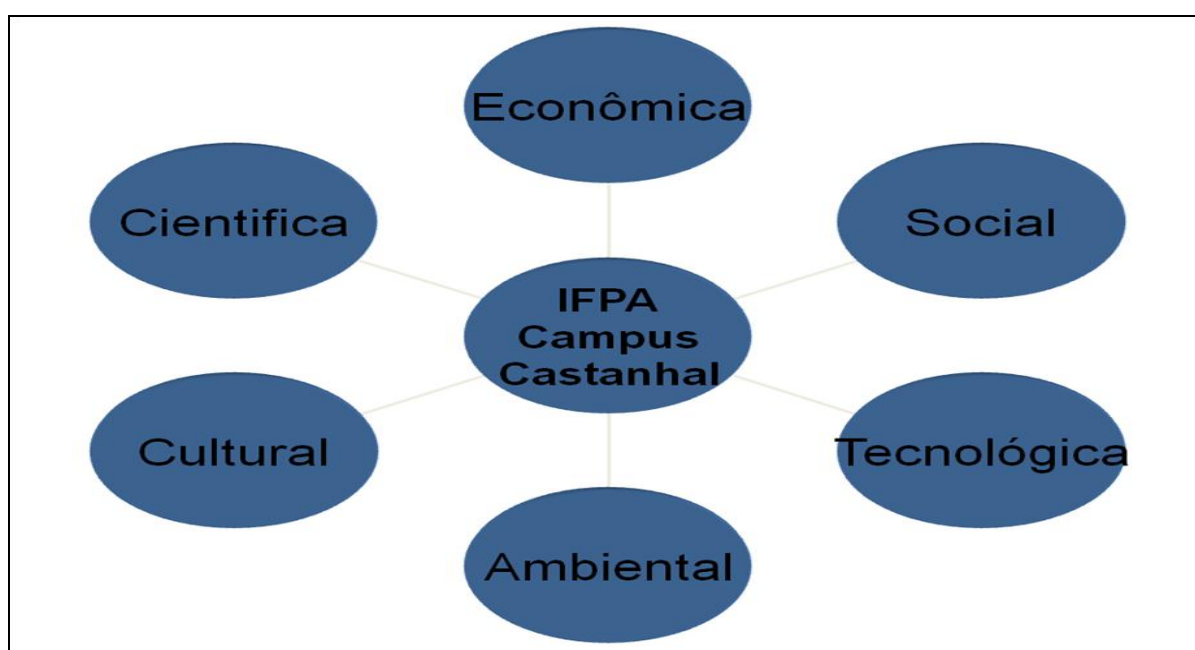 Econômica
Cientifica
Social
IFPA
Campus
Castanhal
Cultural
Tecnológica
Ambiental